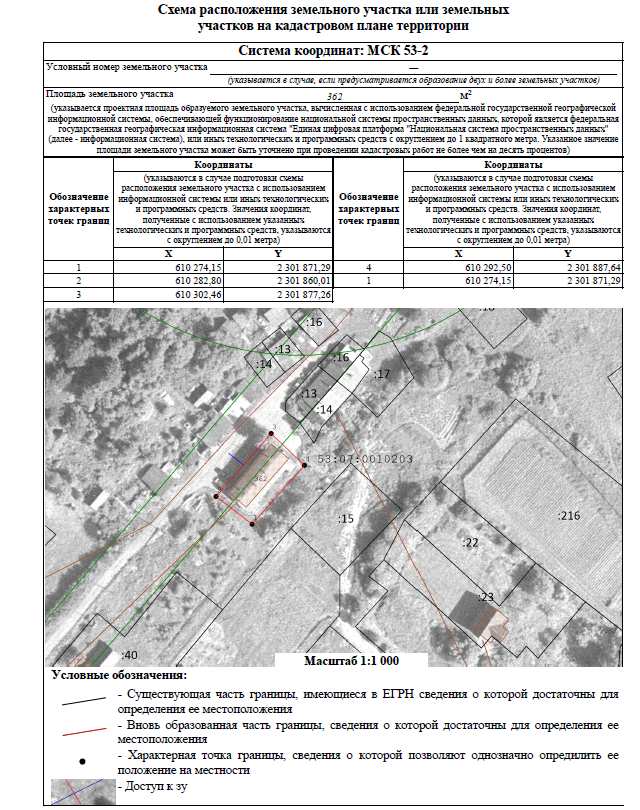 Схема расположения земельного участка или земельных
участков на кадастровом плане территории
Система координат: МСК 53-2
Условный номер земельного участка —
(указывается в случае, если предусматривается образование двух и более земельных участков)
Площадь земельного участка 362 м2
(указывается проектная площадь образуемого земельного участка, вычисленная с использованием федеральной государственной географической
информационной системы, обеспечивающей функционирование национальной системы пространственных данных, которой является федеральная
государственная географическая информационная система "Единая цифровая платформа "Национальная система пространственных данных"
(далее - информационная система), или иных технологических и программных средств с округлением до 1 квадратного метра. Указанное значение
площади земельного участка может быть уточнено при проведении кадастровых работ не более чем на десять процентов)
Обозначение
характерных
точек границ
Координаты
(указываются в случае подготовки схемы
расположения земельного участка с использованием
информационной системы или иных технологических
и программных средств. Значения координат,
полученные с использованием указанных
технологических и программных средств, указываются
с округлением до 0,01 метра)
X Y
Обозначение
характерных
точек границ
Координаты
(указываются в случае подготовки схемы
расположения земельного участка с использованием
информационной системы или иных технологических
и программных средств. Значения координат,
полученные с использованием указанных
технологических и программных средств, указываются
с округлением до 0,01 метра)
X Y
1 610 274,15 2 301 871,29 4 610 292,50 2 301 887,64
2 610 282,80 2 301 860,01 1 610 274,15 2 301 871,29
3 610 302,46 2 301 877,26
:16
:18
:13
:14
:16
:17
:13
:14
3
4
53:07:0010203
362
:15
:216
:22
:23
:40
Масштаб 1:1 000
Условные обозначения:
- Существующая часть границы, имеющиеся в ЕГРН сведения о которой достаточны для
определения ее местоположения
- Вновь образованная часть границы, сведения о которой достаточны для определения ее
местоположения
- Характерная точка границы, сведения о которой позволяют однозначно опредилить ее
положение на местности
- Доступ к зу